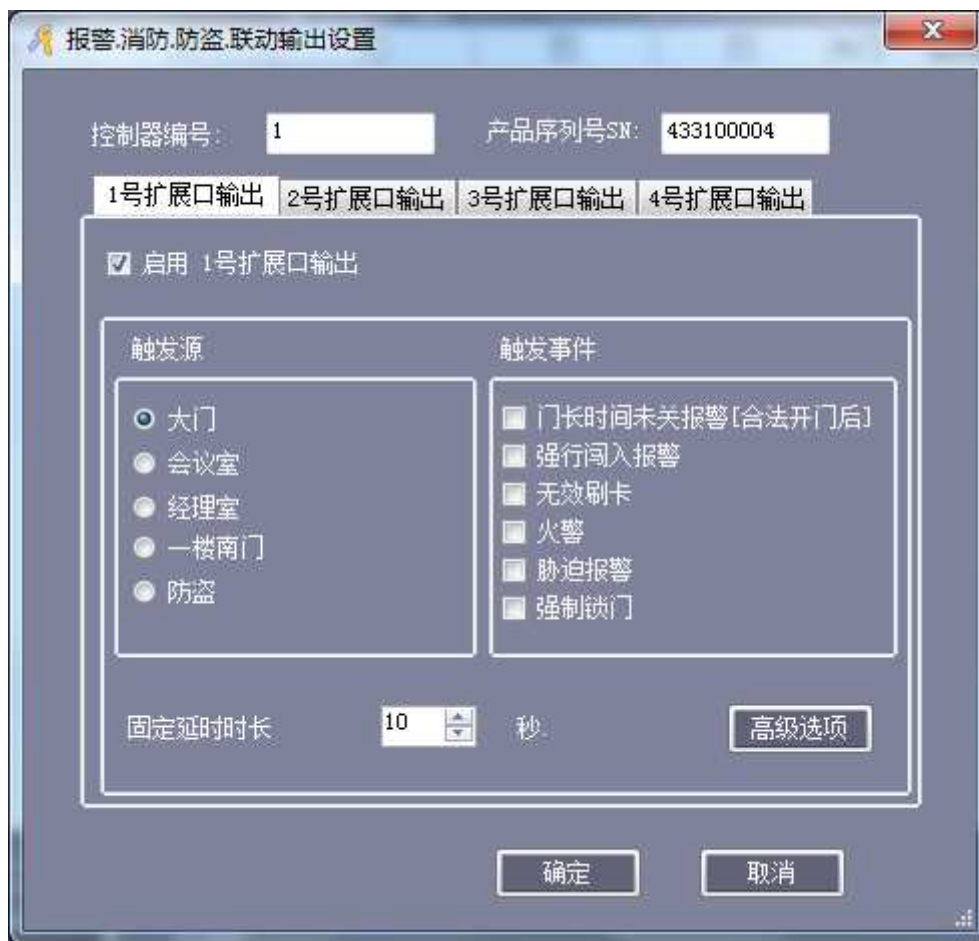 报警.消防.防盗.联动输出设置
控制器编号: 1 产品序列号SN: 433100004
1号扩展口输出 2号扩展口输出 3号扩展口输出 4号扩展口输出
启用 1号扩展口输出
触发源 触发事件
大门
会议室
经理室
一楼南门
防盗
门长时间未关报警[合法开门后]
强行闯入报警
无效刷卡
火警
胁迫报警
强制锁门
固定延时时长 10 秒. 高级选项
确定 取消